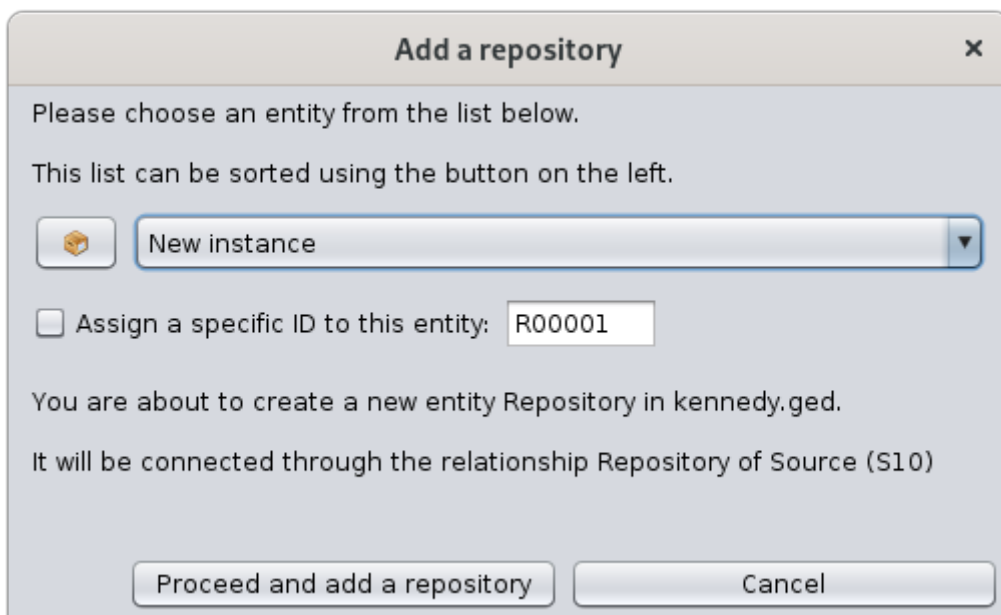 Add a repository
Please choose an entity from the list below.
This list can be sorted using the button on the left.
New instance
Assign a specific ID to this entity: R00001
You are about to create a new entity Repository in kennedy.ged.
It will be connected through the relationship Repository of Source (S10)
Proceed and add a repository Cancel